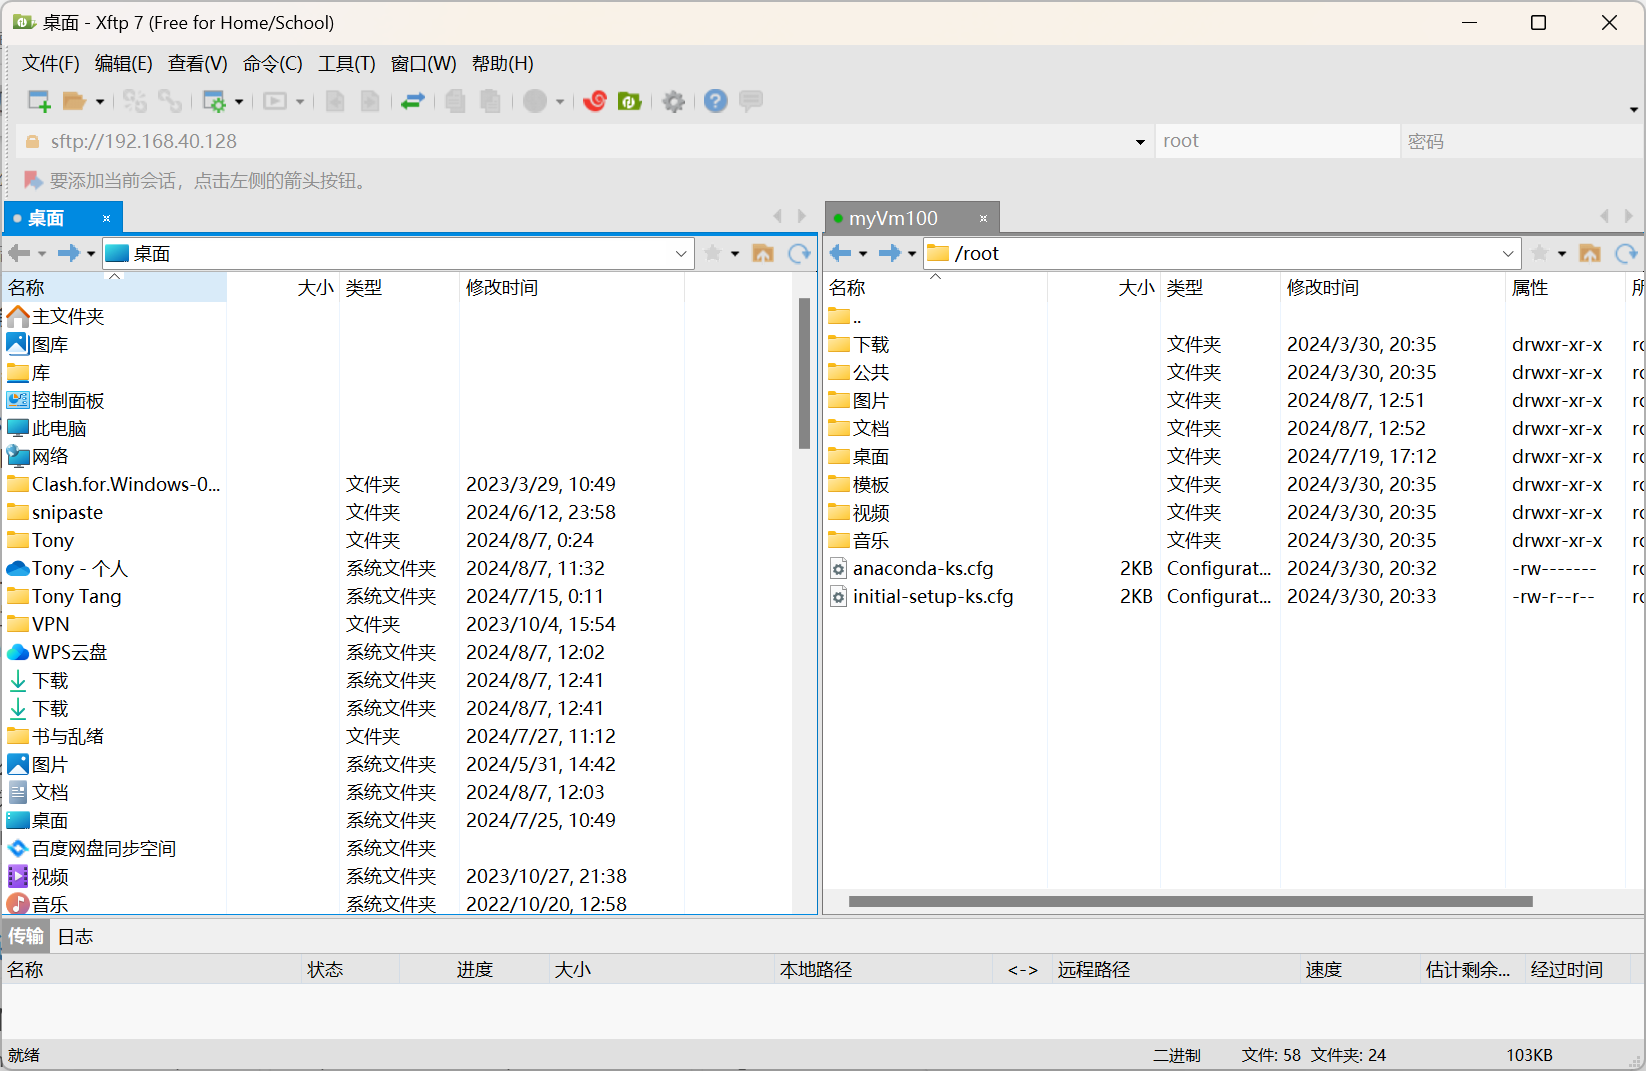 桌面 - Xftp 7 (Free for Home/School)
文件(F) 编辑(E) 查看(V) 命令(C) 工具(T) 窗口(W) 帮助(H)
sftp://192.168.40.128 root 密码
要添加当前会话，点击左侧的箭头按钮。
桌面
桌面
名称 大小 类型 修改时间
主文件夹
图库
库
控制面板
此电脑
网络
Clash.for.Windows-0... 文件夹 2023/3/29, 10:49
snipaste 文件夹 2024/6/12, 23:58
Tony 文件夹 2024/8/7, 0:24
Tony - 个人 系统文件夹 2024/8/7, 11:32
Tony Tang 系统文件夹 2024/7/15, 0:11
VPN 文件夹 2023/10/4, 15:54
WPS云盘 系统文件夹 2024/8/7, 12:02
下载 系统文件夹 2024/8/7, 12:41
下载 系统文件夹 2024/8/7, 12:41
书与乱绪 文件夹 2024/7/27, 11:12
图片 系统文件夹 2024/5/31, 14:42
文档 系统文件夹 2024/8/7, 12:03
桌面 系统文件夹 2024/7/25, 10:49
百度网盘同步空间 系统文件夹
视频 系统文件夹 2023/10/27, 21:38
音乐 系统文件夹 2022/10/20, 12:58
myVm100
/root
名称 大小 类型 修改时间 属性
..
下载 文件夹 2024/3/30, 20:35 drwxr-xr-x
公共 文件夹 2024/3/30, 20:35 drwxr-xr-x
图片 文件夹 2024/8/7, 12:51 drwxr-xr-x
文档 文件夹 2024/8/7, 12:52 drwxr-xr-x
桌面 文件夹 2024/7/19, 17:12 drwxr-xr-x
模板 文件夹 2024/3/30, 20:35 drwxr-xr-x
视频 文件夹 2024/3/30, 20:35 drwxr-xr-x
音乐 文件夹 2024/3/30, 20:35 drwxr-xr-x
anaconda-ks.cfg 2KB Configurat... 2024/3/30, 20:32 -rw-------
initial-setup-ks.cfg 2KB Configurat... 2024/3/30, 20:33 -rw-r--r--
传输 日志
名称 状态 进度 大小 本地路径 <-> 远程路径 速度 估计剩余... 经过时间
就绪 二进制 文件: 58 文件夹: 24 103KB